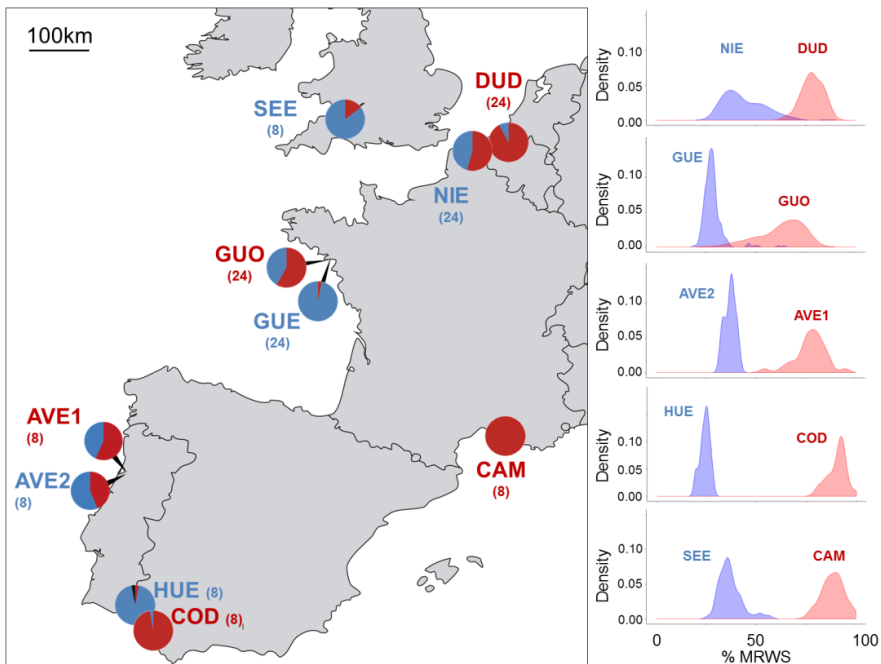 100km
SEE
(8)
DUD
(24)
NIE
(24)
GUO
(24)
GUE
(24)
AVE1
(8)
AVE2
(8)
CAM
(8)
HUE (8)
COD (8)
Density
0.10
0.05
0.00
NIE
DUD
Density
0.10
0.05
0.00
GUE
GUO
Density
0.10
0.05
0.00
AVE2
AVE1
Density
0.10
0.05
0.00
HUE
COD
Density
0.10
0.05
0.00
SEE
CAM
0 50 100
% MRWS